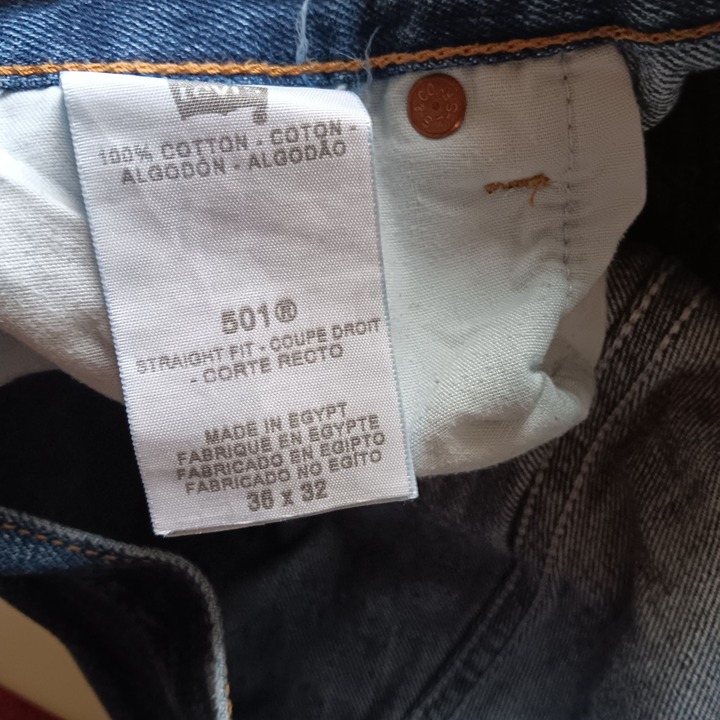 100% COTTON - COTON -
ALGODÓN - ALGODÃO
501®
STRAIGHT FIT - COUPE DROIT
- CORTE RECTO
MADE IN EGYPT
FABRIQUE EN EGYPTE
FABRICADO EN EGIPTO
FABRICADO NO EGITO
36 X 32